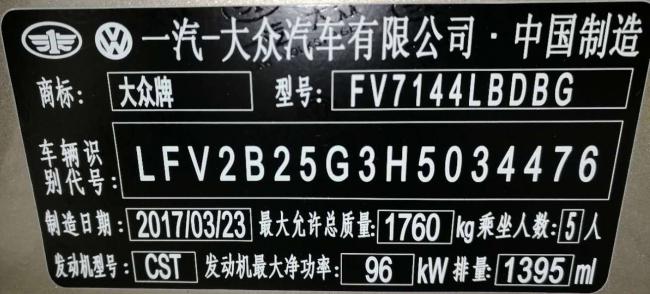 一汽-大众汽车有限公司·中国制造
商标: 大众牌 型号: FV7144LBDBG
车辆识别代号: LFV2B25G3H5034476
制造日期: 2017/03/23 最大允许总质量: 1760 kg 乘坐人数: 5 人
发动机型号: CST 发动机最大净功率: 96 kW 排量: 1395 ml